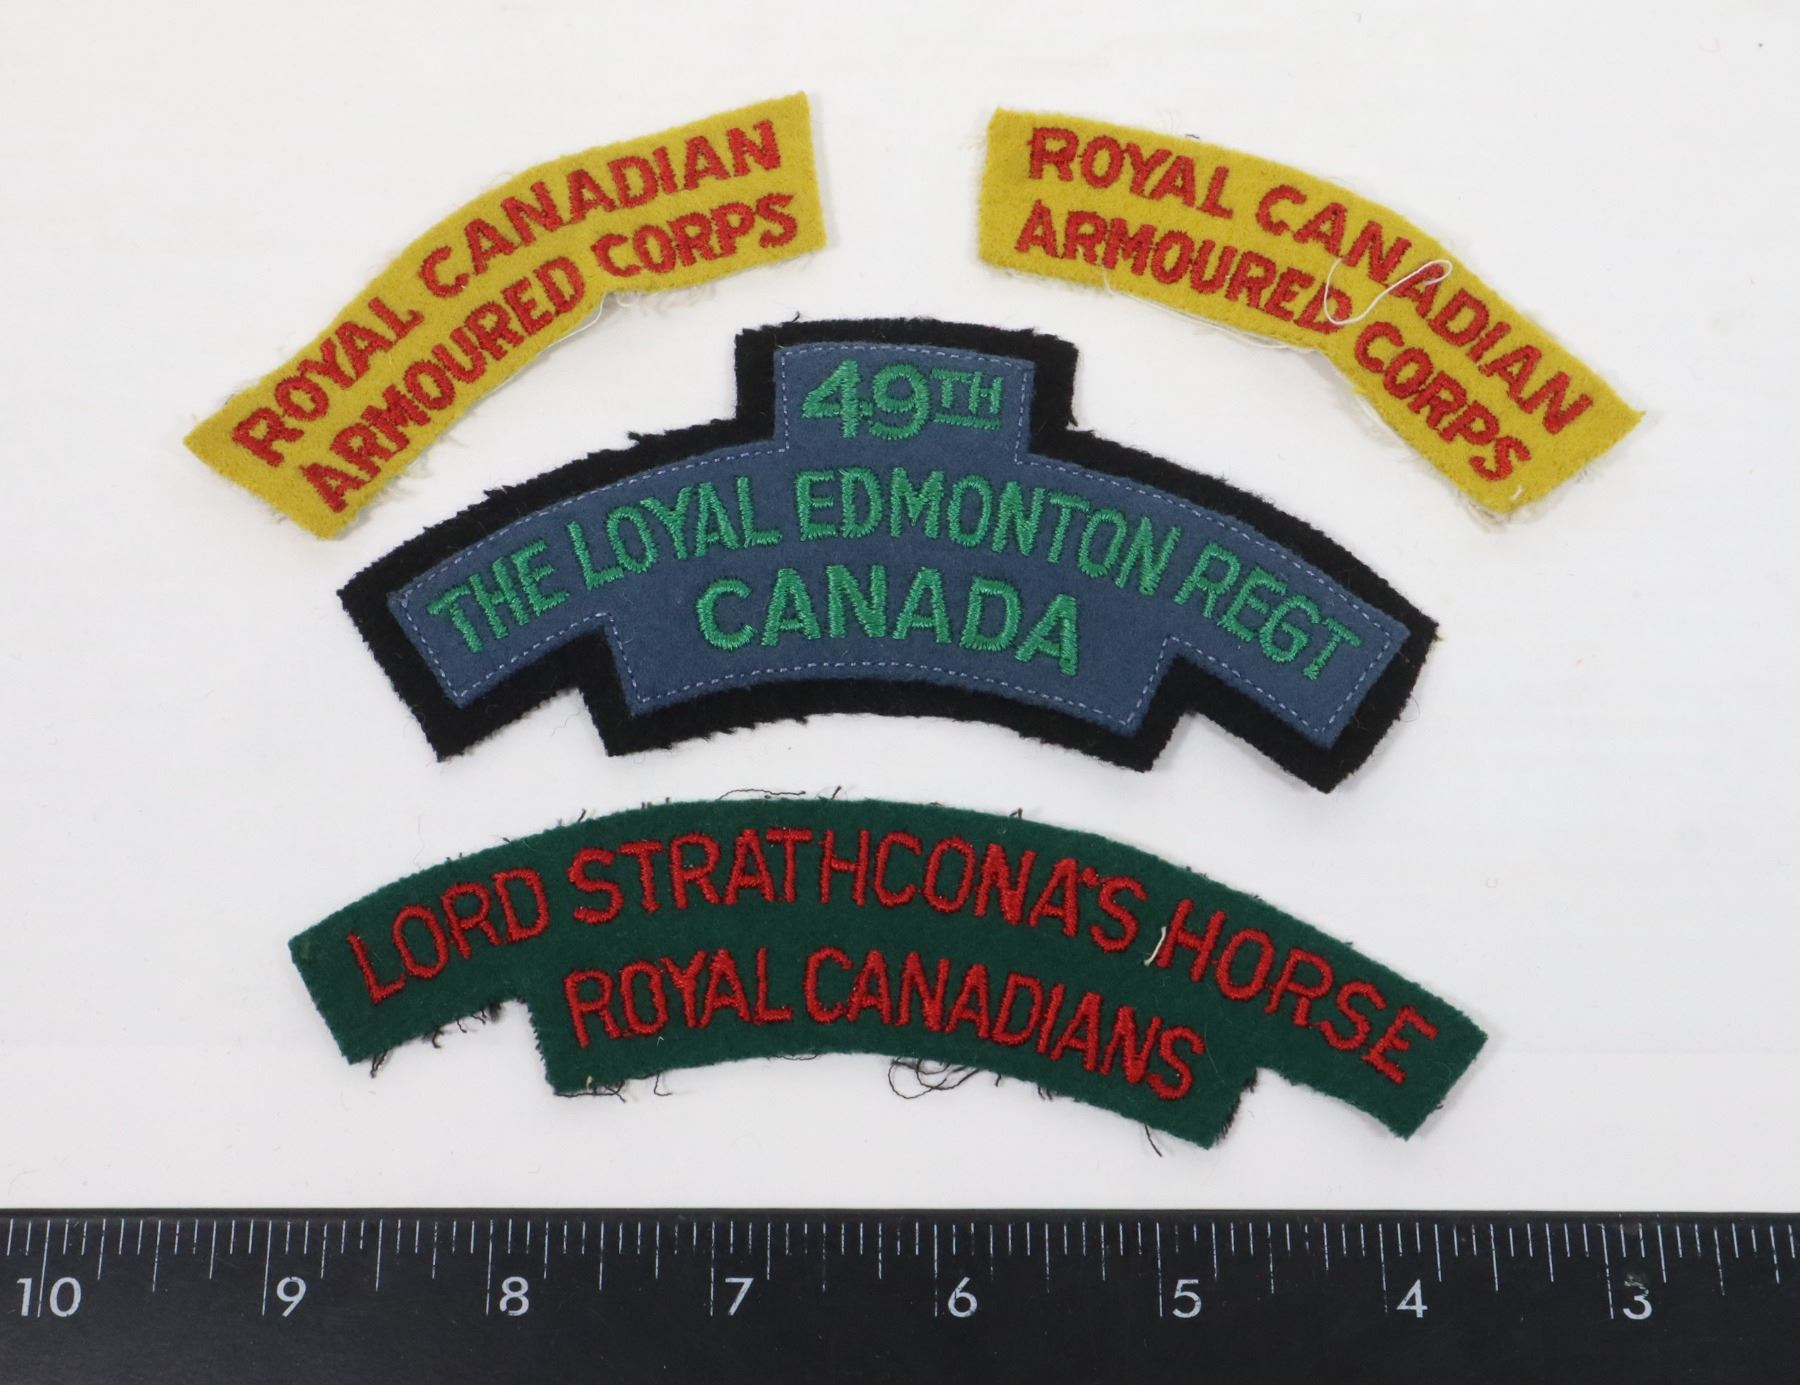 ROYAL CANADIAN
ARMOURED CORPS
ROYAL CANADIAN
ARMOURED CORPS
49TH
THE LOYAL EDMONTON REGT
CANADA
LORD STRATHCONA'S HORSE
ROYAL CANADIANS
10 9 8 7 6 5 4 3